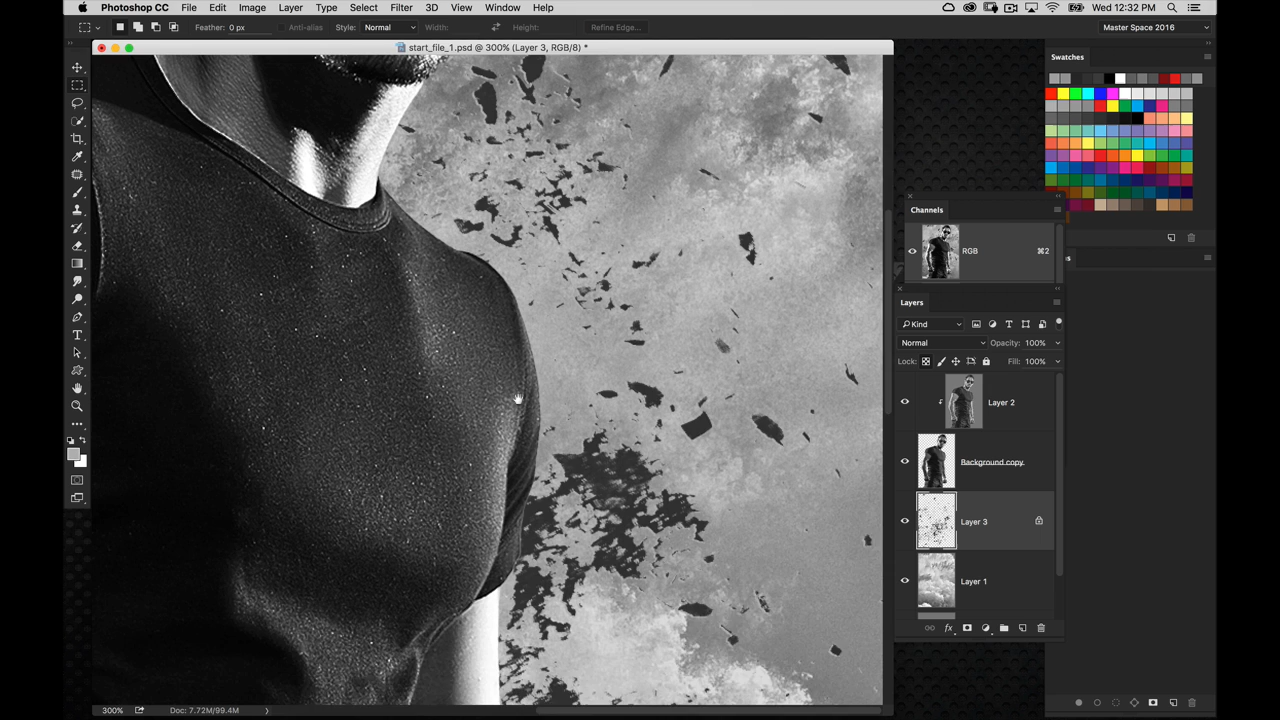 Photoshop CC File Edit Image Layer Type Select Filter 3D View Window Help Wed 12:32 PM
Feather: 0 px Anti-alias Style: Normal Width: Height: Refine Edge... Master Space 2016
start_file_1.psd @ 300% (Layer 3, RGB/8) *
Swatches
Channels
RGB ⌘2
Layers
Kind
Normal Opacity: 100%
Lock: Fill: 100%
Layer 2
Background copy
Layer 3
Layer 1
300% Doc: 7.72M/99.4M